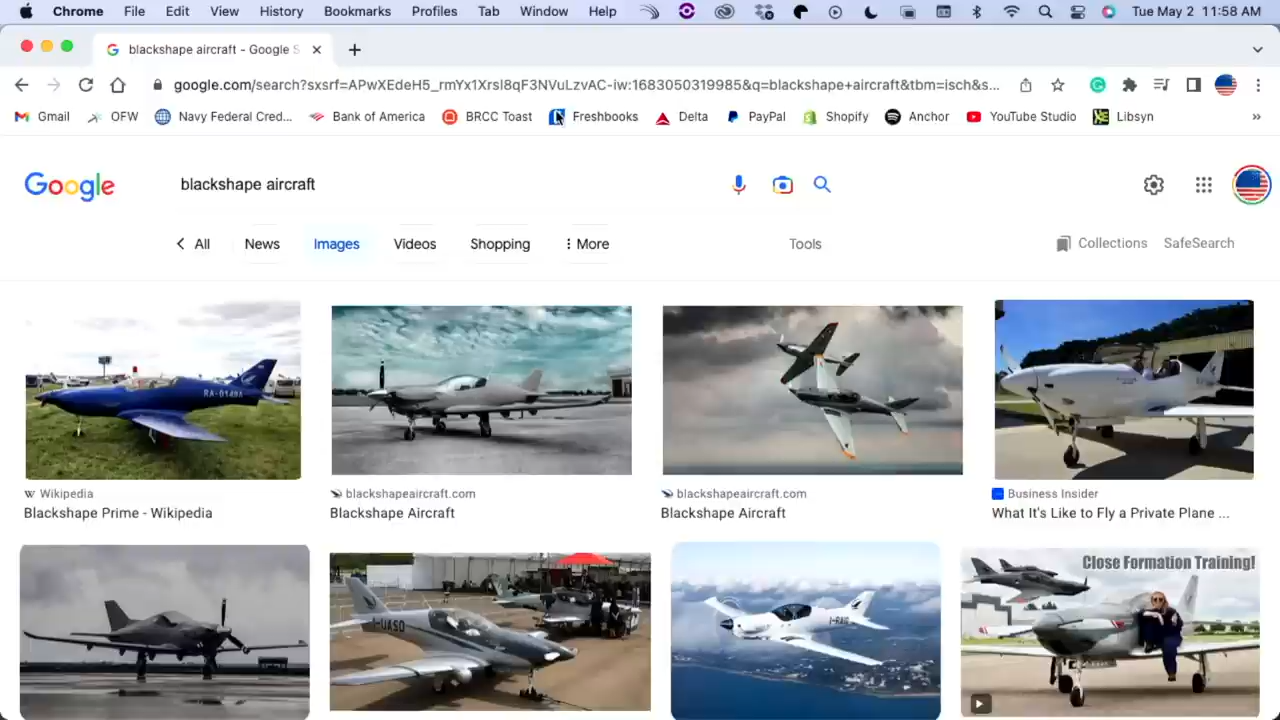 Chrome File Edit View History Bookmarks Profiles Tab Window Help Tue May 2 11:58 AM
blackshape aircraft - Google S
google.com/search?sxsrf=APwXEdeH5_rmYx1Xrsl8qF3NVuLzvAC-iw:1683050319985&q=blackshape+aircraft&tbm=isch&s...
Gmail OFW Navy Federal Cred... Bank of America BRCC Toast Freshbooks Delta PayPal Shopify Anchor YouTube Studio Libsyn »
Google blackshape aircraft
All News Images Videos Shopping More Tools Collections SafeSearch
RA-0149A
Wikipedia
Blackshape Prime - Wikipedia
blackshapeaircraft.com
Blackshape Aircraft
blackshapeaircraft.com
Blackshape Aircraft
Business Insider
What It's Like to Fly a Private Plane ...
I-UASD
I-RAIG
Close Formation Training!